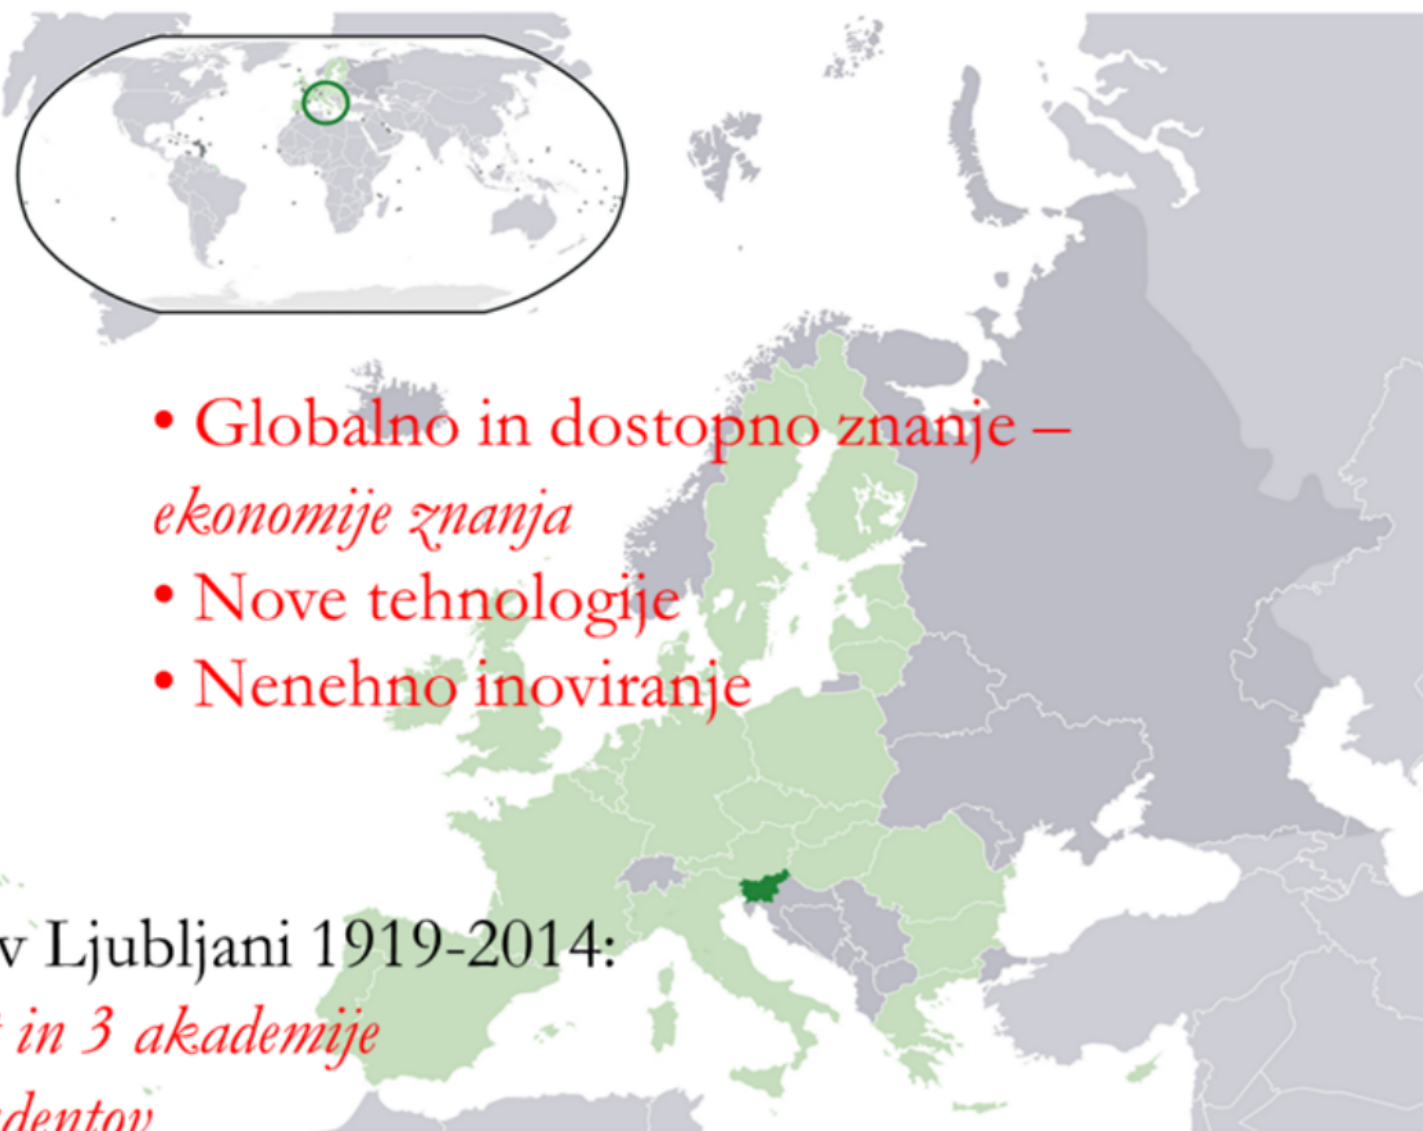 • Globalno in dostopno znanje –
ekonomije znanja
• Nove tehnologije
• Nenehno inoviranje
v Ljubljani 1919-2014:
in 3 akademije